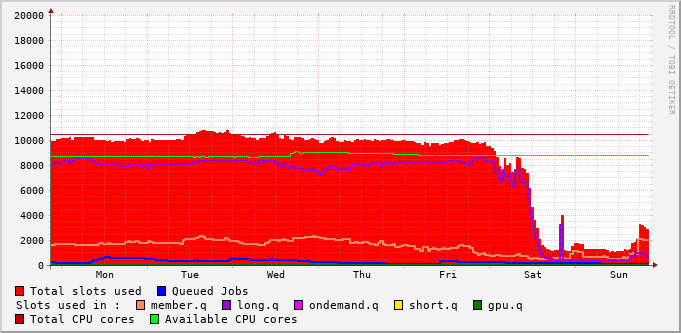 RRDTOOL / TOBI OETIKER
20000
18000
16000
14000
12000
10000
8000
6000
4000
2000
0
Mon Tue Wed Thu Fri Sat Sun
Total slots used Queued Jobs
Slots used in : member.q long.q ondemand.q short.q gpu.q
Total CPU cores Available CPU cores